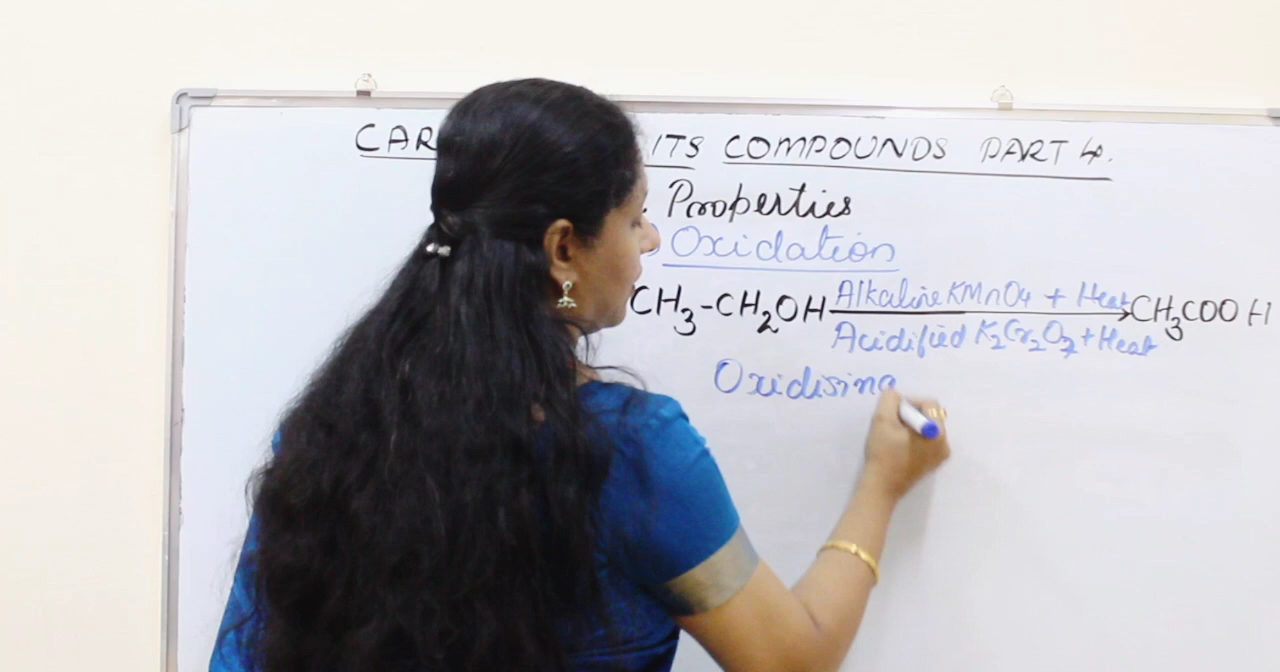 CAR ITS COMPOUNDS PART 4.
Properties
Oxidation
CH3-CH2OH Alkaline KMnO4 + Heat CH3COOH
Acidified K2Cr2O7 + Heat
Oxidising